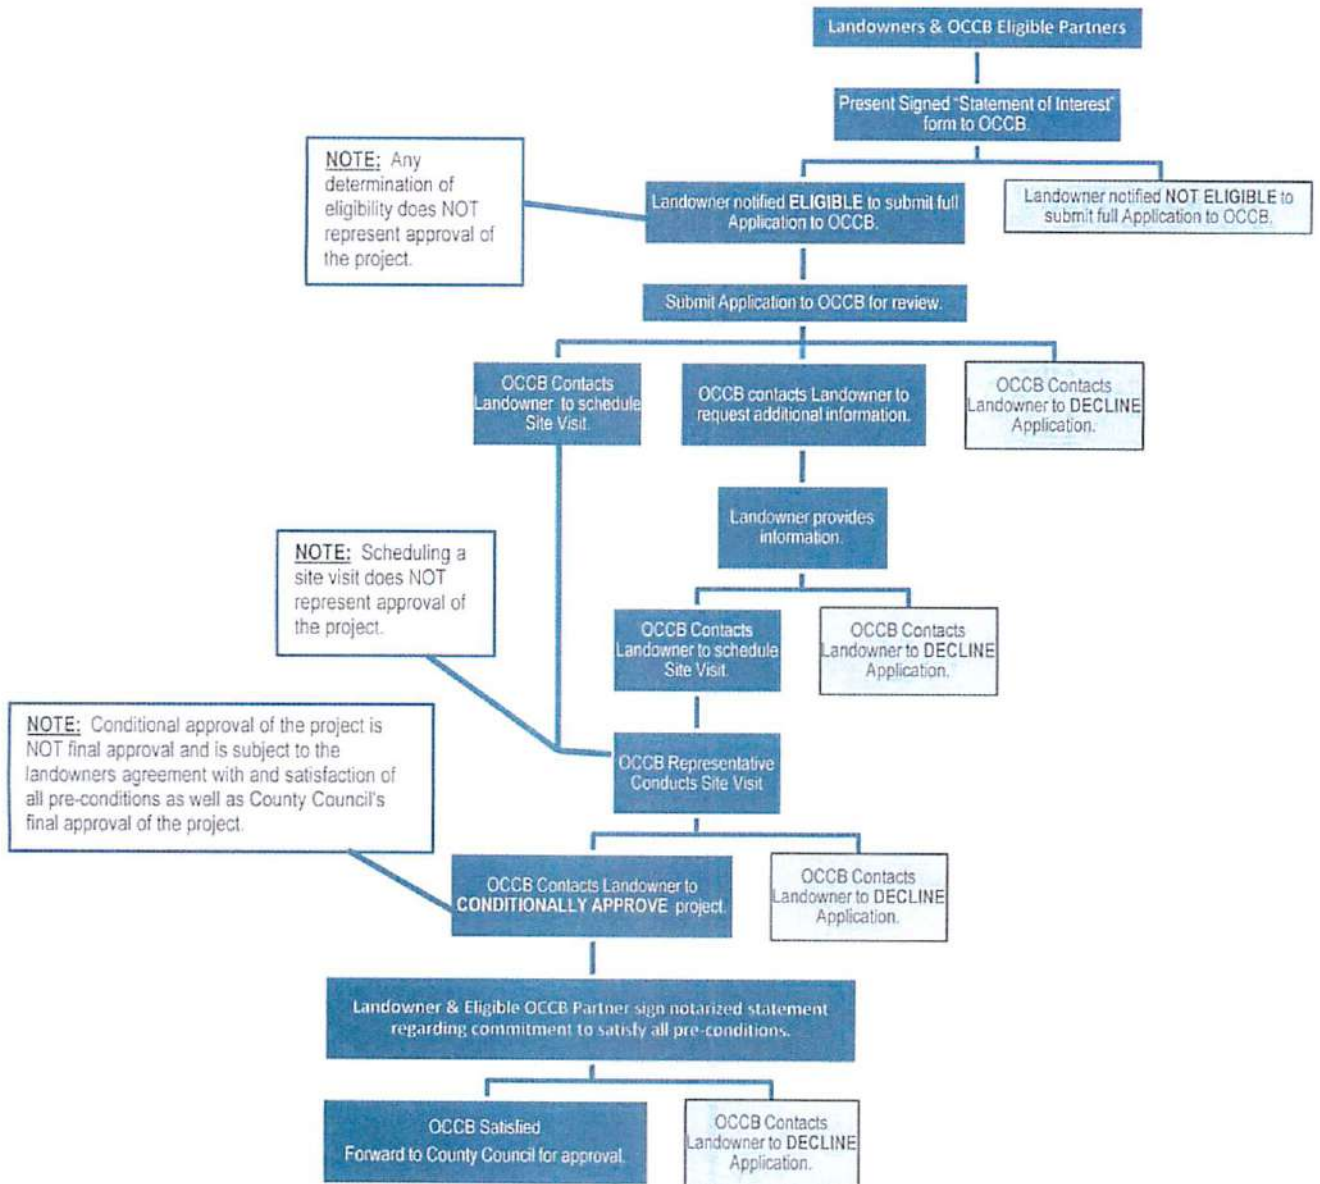 Landowners & OCCB Eligible Partners
Present Signed "Statement of Interest"
form to OCCB.
NOTE: Any
determination of
eligibility does NOT
represent approval of
the project.
Landowner notified ELIGIBLE to submit full
Application to OCCB.
Landowner notified NOT ELIGIBLE to
submit full Application to OCCB.
Submit Application to OCCB for review.
OCCB Contacts
Landowner to schedule
Site Visit.
OCCB contacts Landowner to
request additional information.
OCCB Contacts
Landowner to DECLINE
Application.
Landowner provides
information.
NOTE: Scheduling a
site visit does NOT
represent approval of
the project.
OCCB Contacts
Landowner to schedule
Site Visit.
OCCB Contacts
Landowner to DECLINE
Application.
NOTE: Conditional approval of the project is
NOT final approval and is subject to the
landowners agreement with and satisfaction of
all pre-conditions as well as County Council's
final approval of the project.
OCCB Representative
Conducts Site Visit
OCCB Contacts Landowner to
CONDITIONALLY APPROVE project.
OCCB Contacts
Landowner to DECLINE
Application.
Landowner & Eligible OCCB Partner sign notarized statement
regarding commitment to satisfy all pre-conditions.
OCCB Satisfied
Forward to County Council for approval.
OCCB Contacts
Landowner to DECLINE
Application.